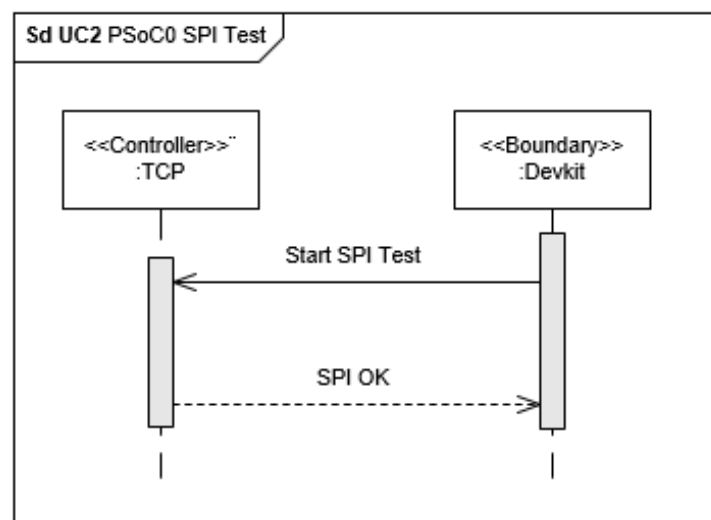 Sd UC2 PSoC0 SPI Test
<<Controller>>¨
:TCP
<<Boundary>>
:Devkit
Start SPI Test
SPI OK